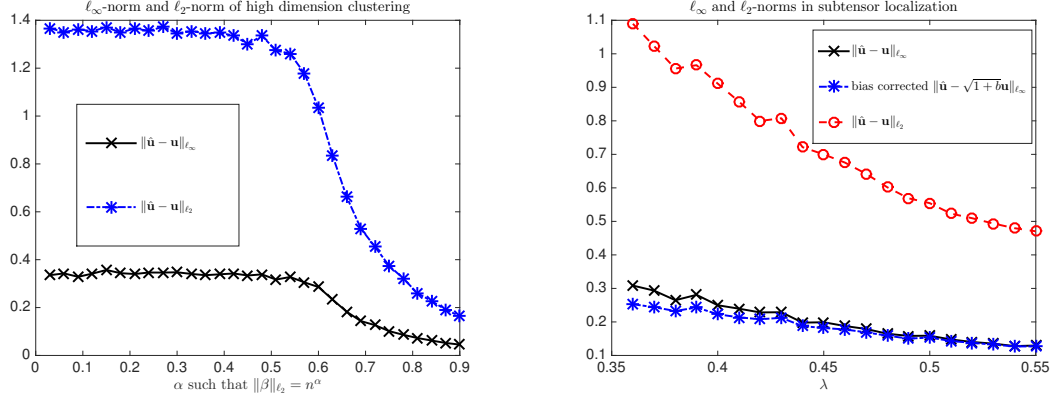 ℓ∞-norm and ℓ2-norm of high dimension clustering
1.4
1.2
1
0.8
0.6
0.4
0.2
0
‖û − u‖ℓ∞
‖û − u‖ℓ2
0 0.1 0.2 0.3 0.4 0.5 0.6 0.7 0.8 0.9
α such that ‖β‖ℓ2 = n^α
ℓ∞ and ℓ2-norms in subtensor localization
1.1
1
0.9
0.8
0.7
0.6
0.5
0.4
0.3
0.2
0.1
‖û − u‖ℓ∞
bias corrected ‖û − √1 + bu‖ℓ∞
‖û − u‖ℓ2
0.35 0.4 0.45 0.5 0.55
λ